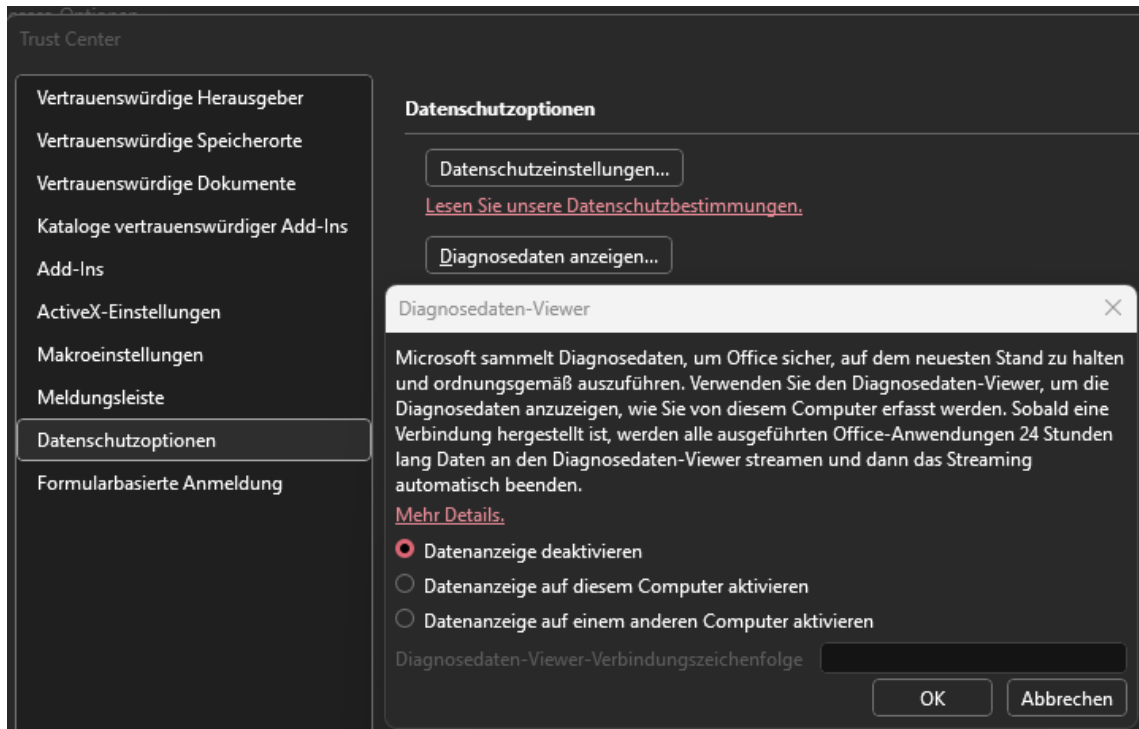 Trust Center
Vertrauenswürdige Herausgeber
Vertrauenswürdige Speicherorte
Vertrauenswürdige Dokumente
Kataloge vertrauenswürdiger Add-Ins
Add-Ins
ActiveX-Einstellungen
Makroeinstellungen
Meldungsleiste
Datenschutzoptionen
Formularbasierte Anmeldung
Datenschutzoptionen
Datenschutzeinstellungen...
Lesen Sie unsere Datenschutzbestimmungen.
Diagnosedaten anzeigen...
Diagnosedaten-Viewer
Microsoft sammelt Diagnosedaten, um Office sicher, auf dem neuesten Stand zu halten
und ordnungsgemäß auszuführen. Verwenden Sie den Diagnosedaten-Viewer, um die
Diagnosedaten anzuzeigen, wie Sie von diesem Computer erfasst werden. Sobald eine
Verbindung hergestellt ist, werden alle ausgeführten Office-Anwendungen 24 Stunden
lang Daten an den Diagnosedaten-Viewer streamen und dann das Streaming
automatisch beenden.
Mehr Details.
Datenanzeige deaktivieren
Datenanzeige auf diesem Computer aktivieren
Datenanzeige auf einem anderen Computer aktivieren
Diagnosedaten-Viewer-Verbindungszeichenfolge
OK
Abbrechen